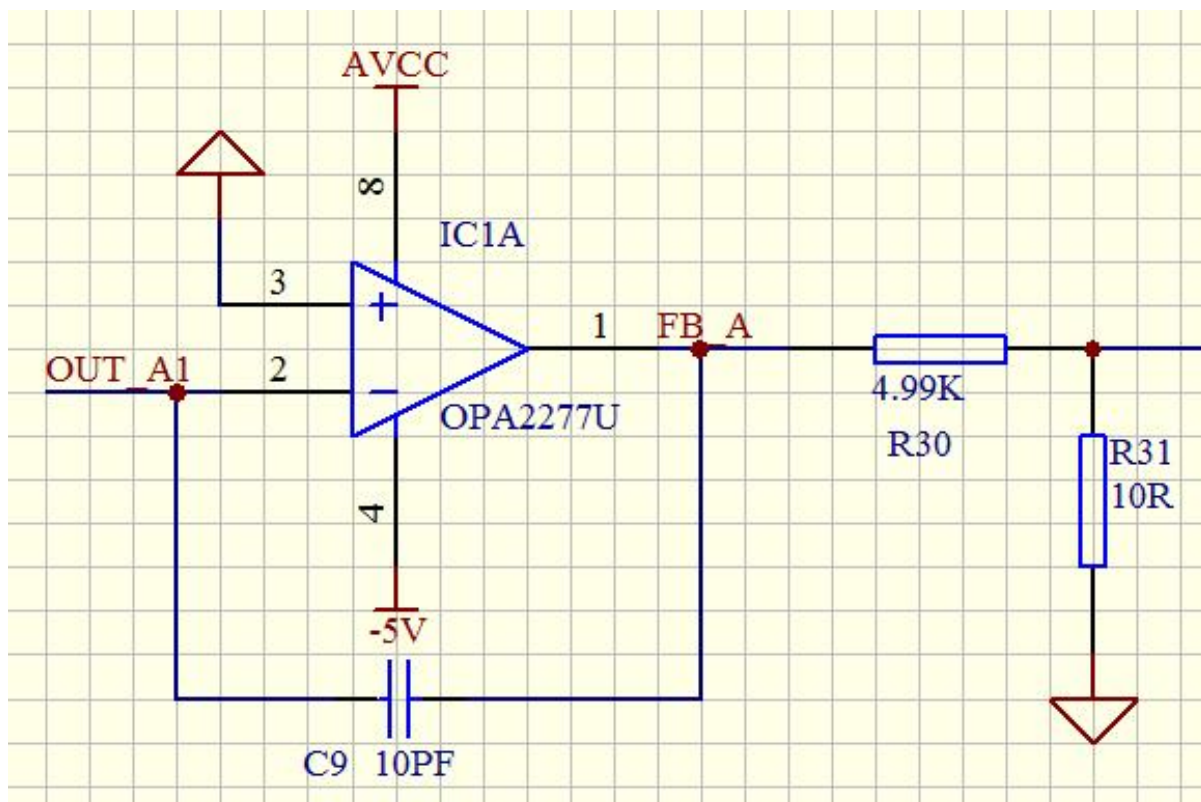 AVCC
8
IC1A
3
+
OUT_A1
2
−
1
FB_A
OPA2277U
4.99K
R30
R31
10R
4
-5V
C9 10PF